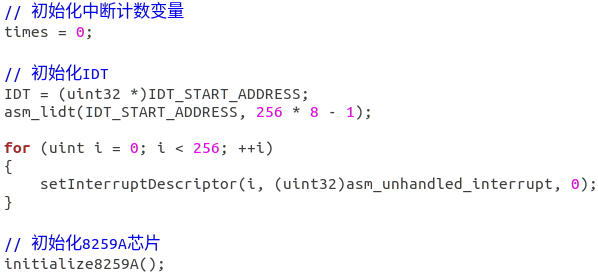 // 初始化中断计数变量
times = 0;

// 初始化IDT
IDT = (uint32 *)IDT_START_ADDRESS;
asm_lidt(IDT_START_ADDRESS, 256 * 8 - 1);

for (uint i = 0; i < 256; ++i)
{
    setInterruptDescriptor(i, (uint32)asm_unhandled_interrupt, 0);
}

// 初始化8259A芯片
initialize8259A();